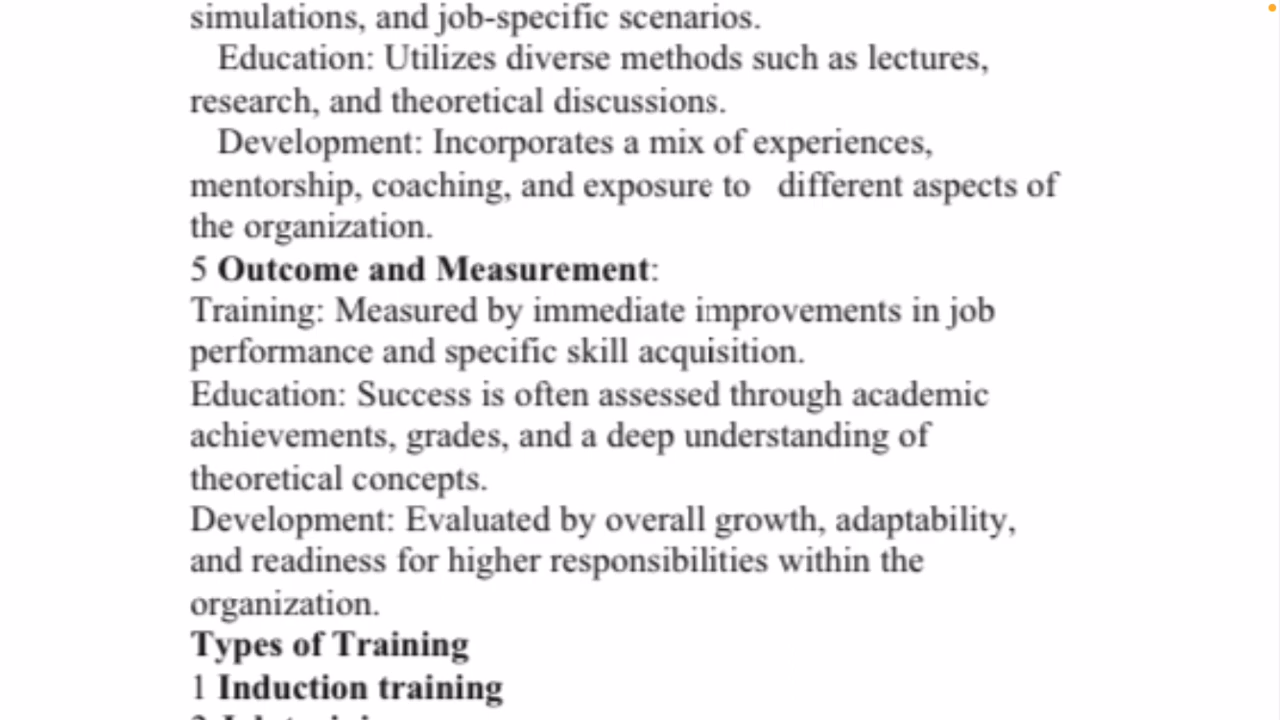 simulations, and job-specific scenarios.
Education: Utilizes diverse methods such as lectures,
research, and theoretical discussions.
Development: Incorporates a mix of experiences,
mentorship, coaching, and exposure to different aspects of
the organization.
5 Outcome and Measurement:
Training: Measured by immediate improvements in job
performance and specific skill acquisition.
Education: Success is often assessed through academic
achievements, grades, and a deep understanding of
theoretical concepts.
Development: Evaluated by overall growth, adaptability,
and readiness for higher responsibilities within the
organization.
Types of Training
1 Induction training